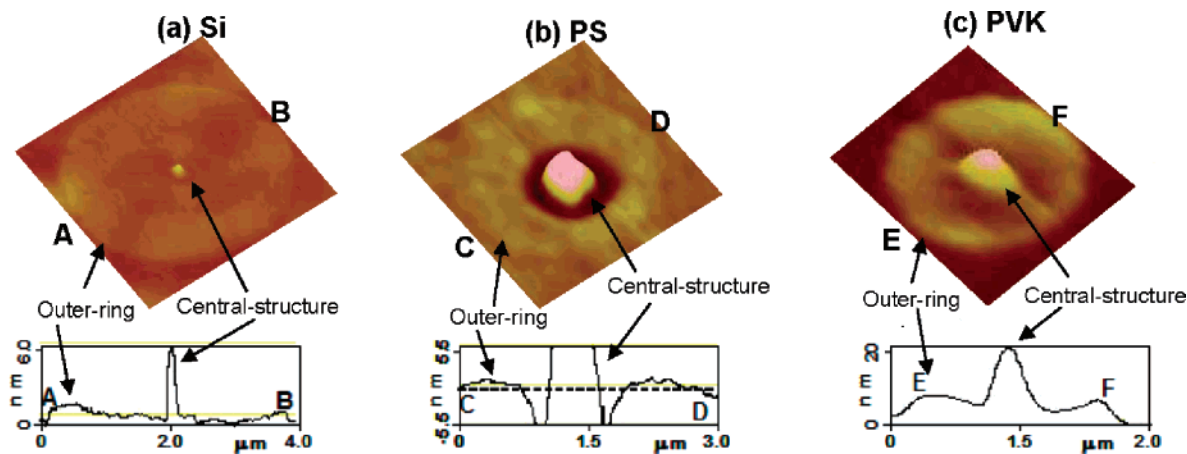 (a) Si
(b) PS
(c) PVK
B
A
Outer-ring
Central-structure
D
C
Outer-ring
Central-structure
F
E
Outer-ring
Central-structure
6.0
nm
0
A
B
0
2.0
μm
4.0
5.5
nm
-5.5
C
D
0
1.5
μm
3.0
20
nm
0
E
F
0
1.5
μm
2.0